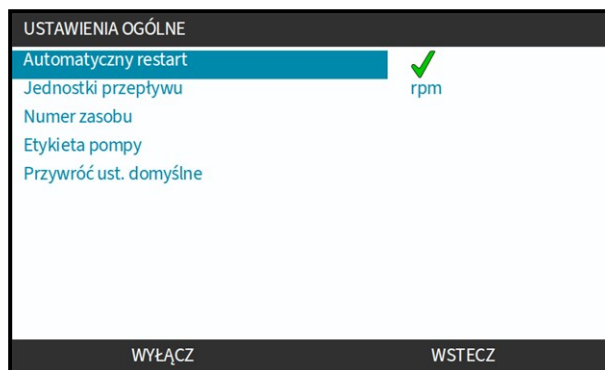 USTAWIENIA OGÓLNE
Automatyczny restart
Jednostki przepływu rpm
Numer zasobu
Etykieta pompy
Przywróć ust. domyślne
WYŁĄCZ WSTECZ